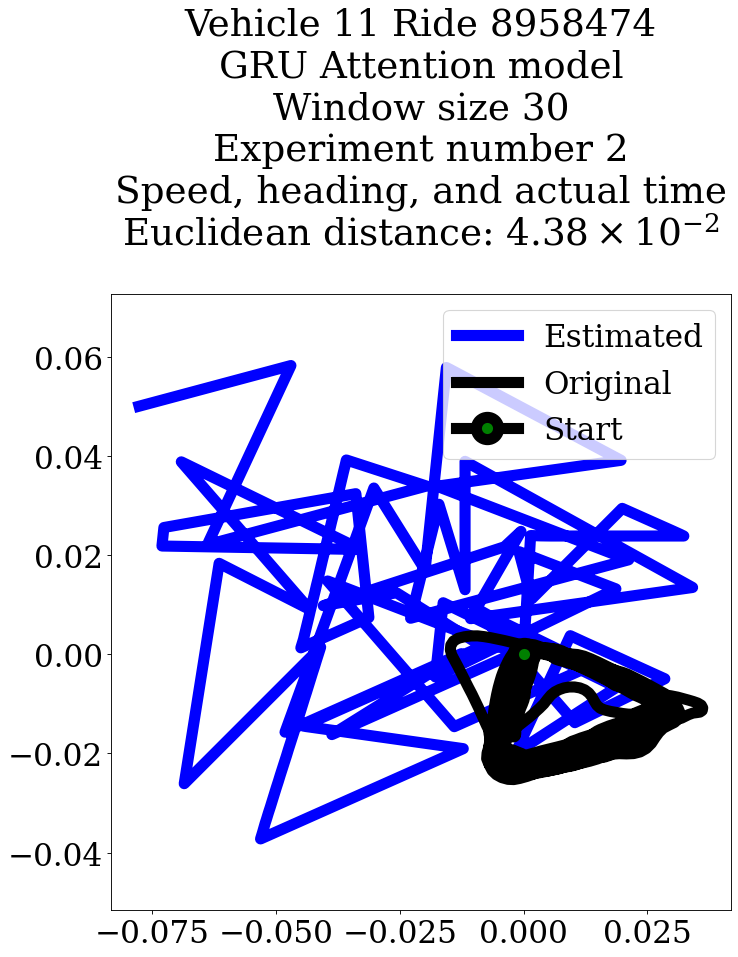 Vehicle 11 Ride 8958474
GRU Attention model
Window size 30
Experiment number 2
Speed, heading, and actual time
Euclidean distance: 4.38 × 10⁻²
Estimated
Original
Start
0.06
0.04
0.02
0.00
−0.02
−0.04
−0.075 −0.050 −0.025 0.000 0.025